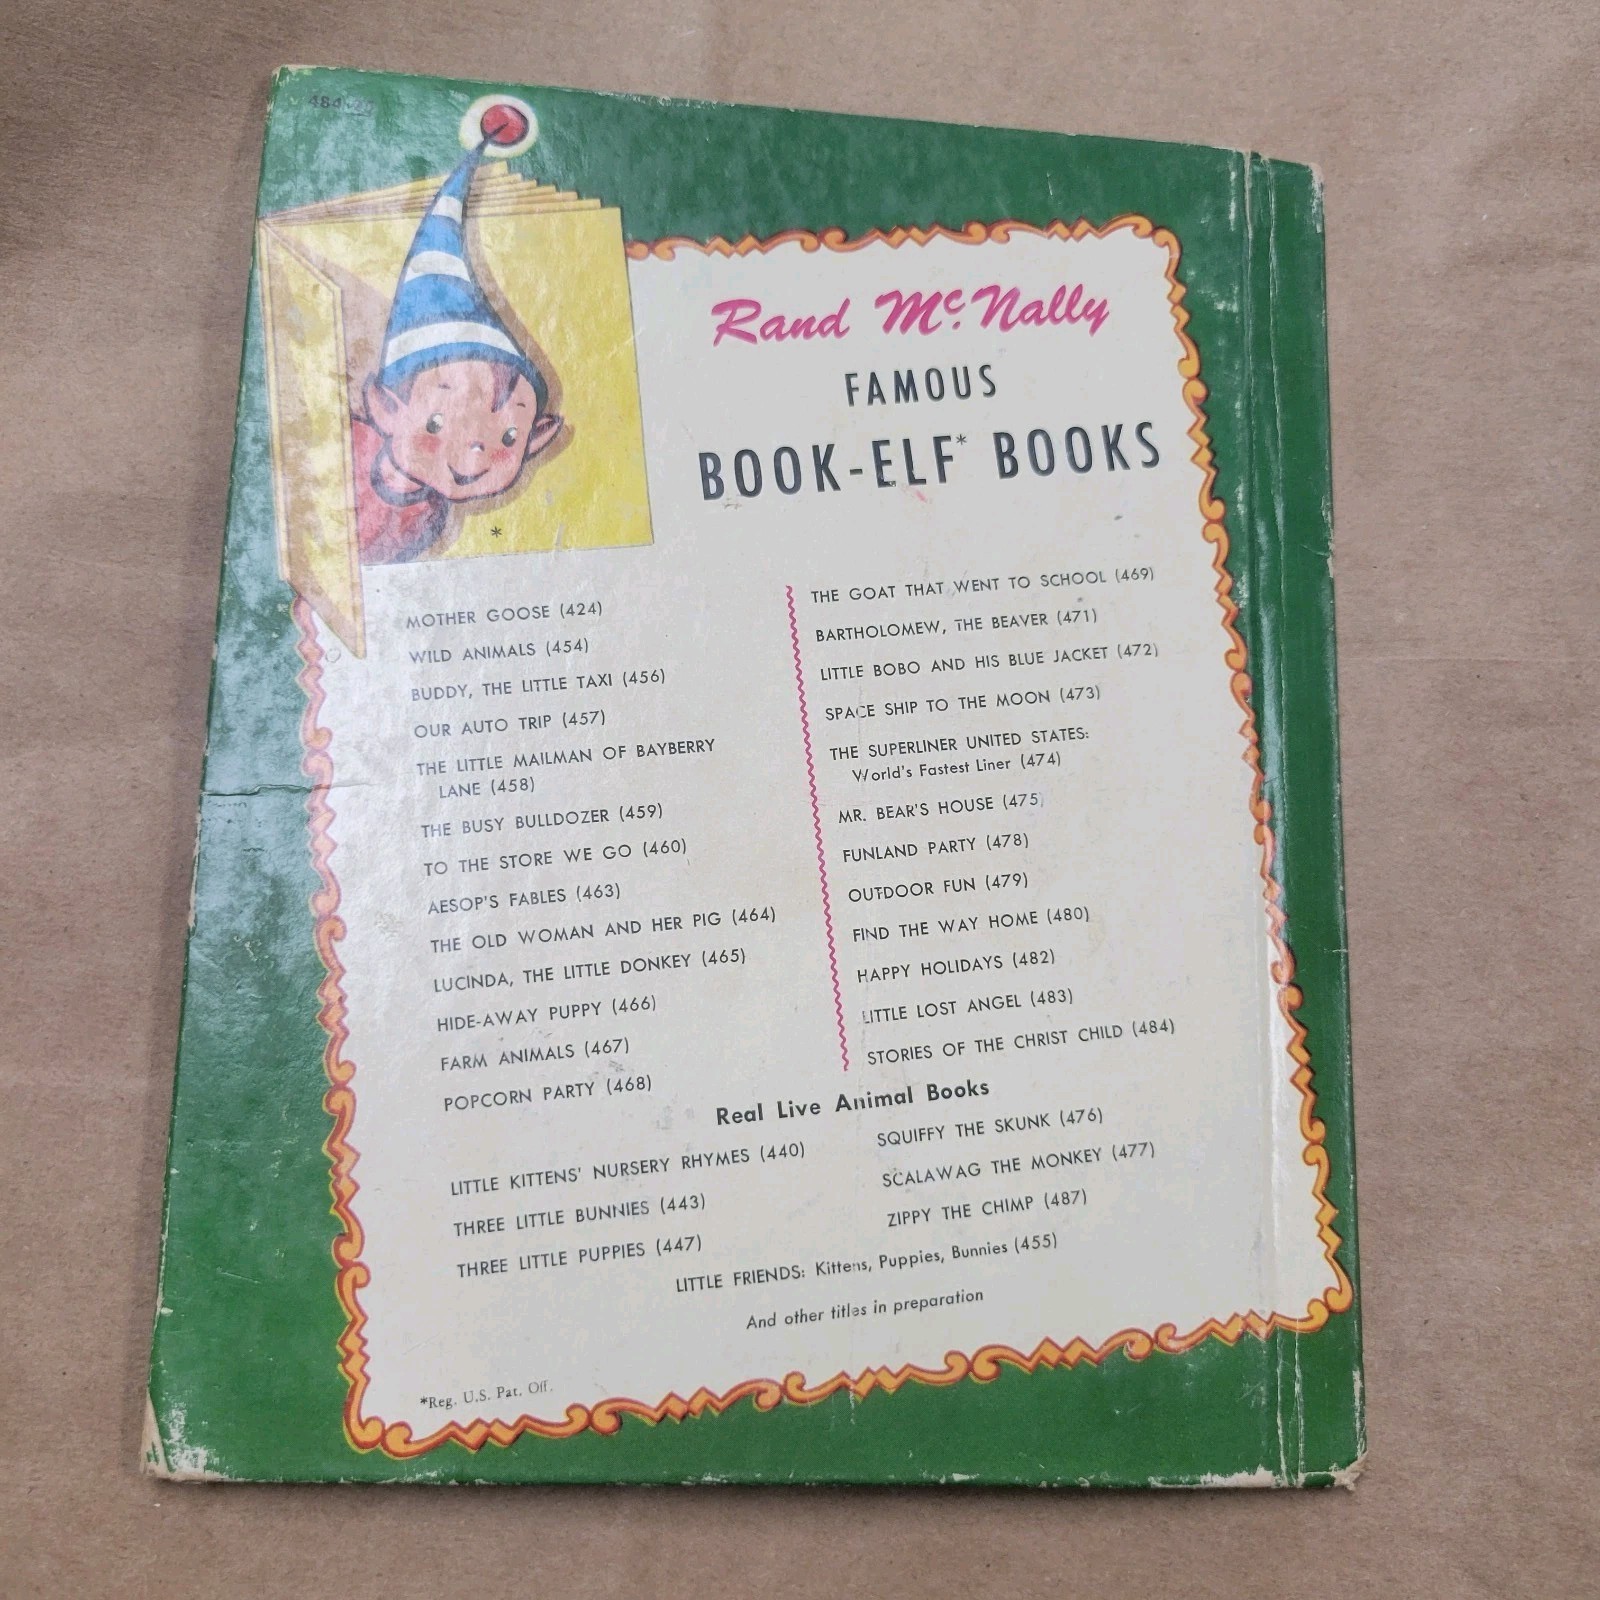 484
Rand McNally
FAMOUS
BOOK-ELF* BOOKS
*
MOTHER GOOSE (424)
WILD ANIMALS (454)
BUDDY, THE LITTLE TAXI (456)
OUR AUTO TRIP (457)
THE LITTLE MAILMAN OF BAYBERRY
LANE (458)
THE BUSY BULLDOZER (459)
TO THE STORE WE GO (460)
AESOP'S FABLES (463)
THE OLD WOMAN AND HER PIG (464)
LUCINDA, THE LITTLE DONKEY (465)
HIDE-AWAY PUPPY (466)
FARM ANIMALS (467)
POPCORN PARTY (468)
THE GOAT THAT WENT TO SCHOOL (469)
BARTHOLOMEW, THE BEAVER (471)
LITTLE BOBO AND HIS BLUE JACKET (472)
SPACE SHIP TO THE MOON (473)
THE SUPERLINER UNITED STATES:
World's Fastest Liner (474)
MR. BEAR'S HOUSE (475)
FUNLAND PARTY (478)
OUTDOOR FUN (479)
FIND THE WAY HOME (480)
HAPPY HOLIDAYS (482)
LITTLE LOST ANGEL (483)
STORIES OF THE CHRIST CHILD (484)
Real Live Animal Books
LITTLE KITTENS' NURSERY RHYMES (440)
THREE LITTLE BUNNIES (443)
THREE LITTLE PUPPIES (447)
SQUIFFY THE SKUNK (476)
SCALAWAG THE MONKEY (477)
ZIPPY THE CHIMP (487)
LITTLE FRIENDS: Kittens, Puppies, Bunnies (455)
And other titles in preparation
*Reg. U.S. Pat. Off.